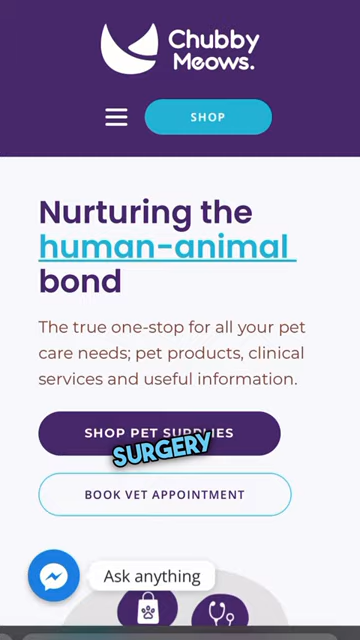 Chubby
Meows.
SHOP
Nurturing the
human-animal
bond
The true one-stop for all your pet
care needs; pet products, clinical
services and useful information.
SHOP PET SUPPLIES
SURGERY
BOOK VET APPOINTMENT
Ask anything